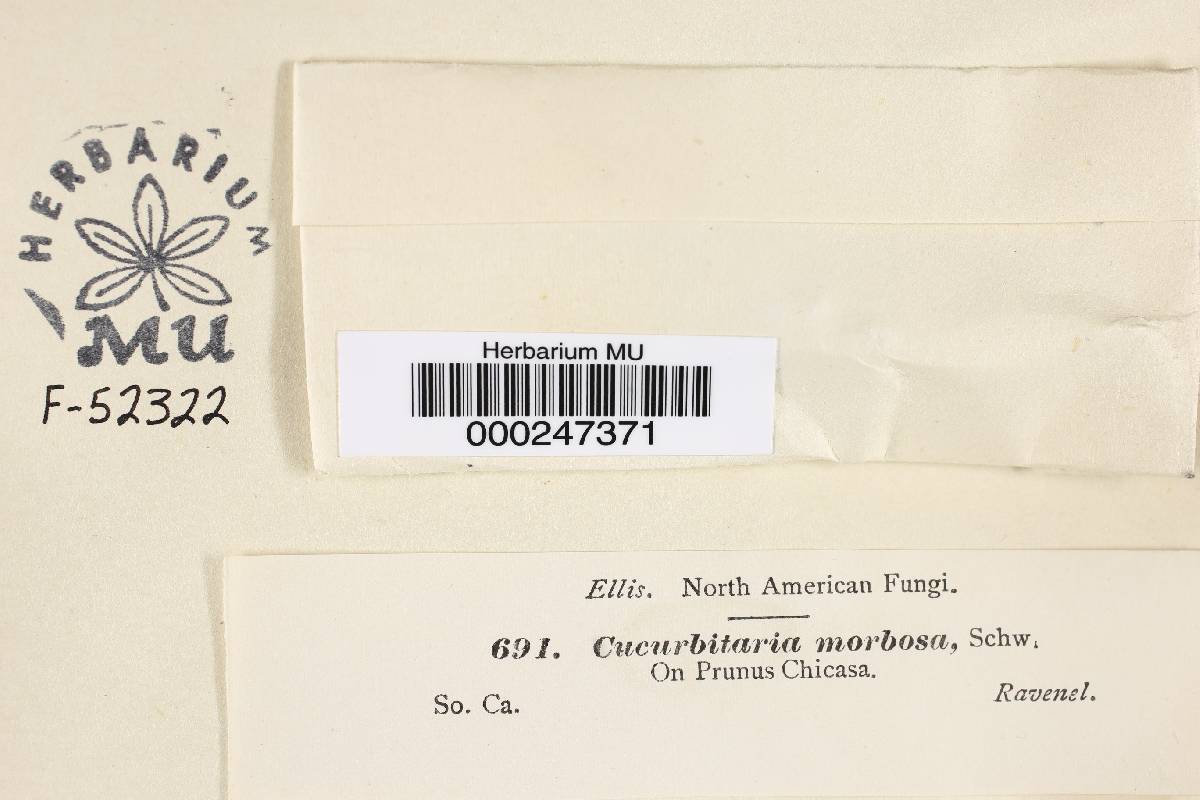 HERBARIUM
MU
F-52322
Herbarium MU
000247371
Ellis. North American Fungi.
691. Cucurbitaria morbosa, Schw.
On Prunus Chicasa.
So. Ca.
Ravenel.